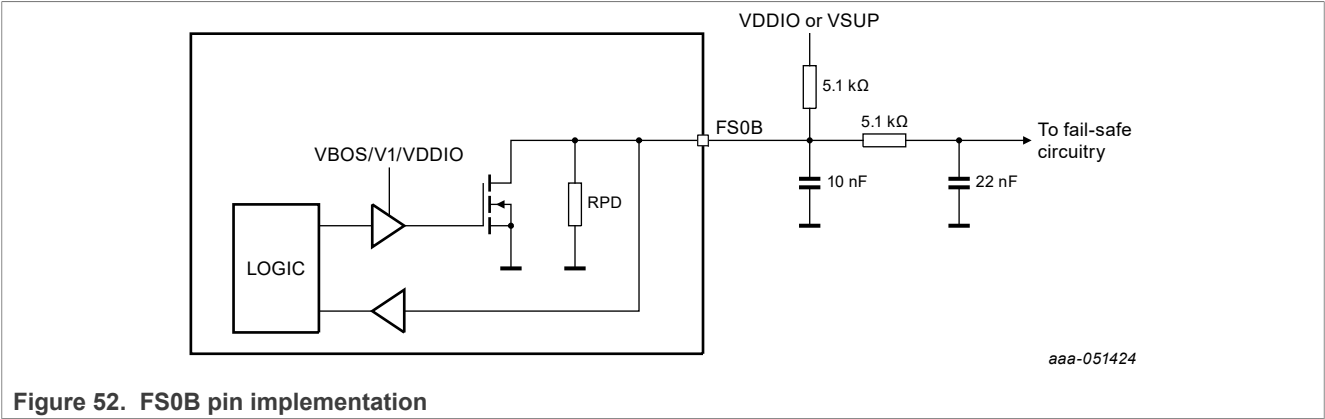 VDDIO or VSUP
5.1 kΩ
FS0B
5.1 kΩ
To fail-safe
circuitry
VBOS/V1/VDDIO
10 nF
22 nF
RPD
LOGIC
aaa-051424
Figure 52. FS0B pin implementation